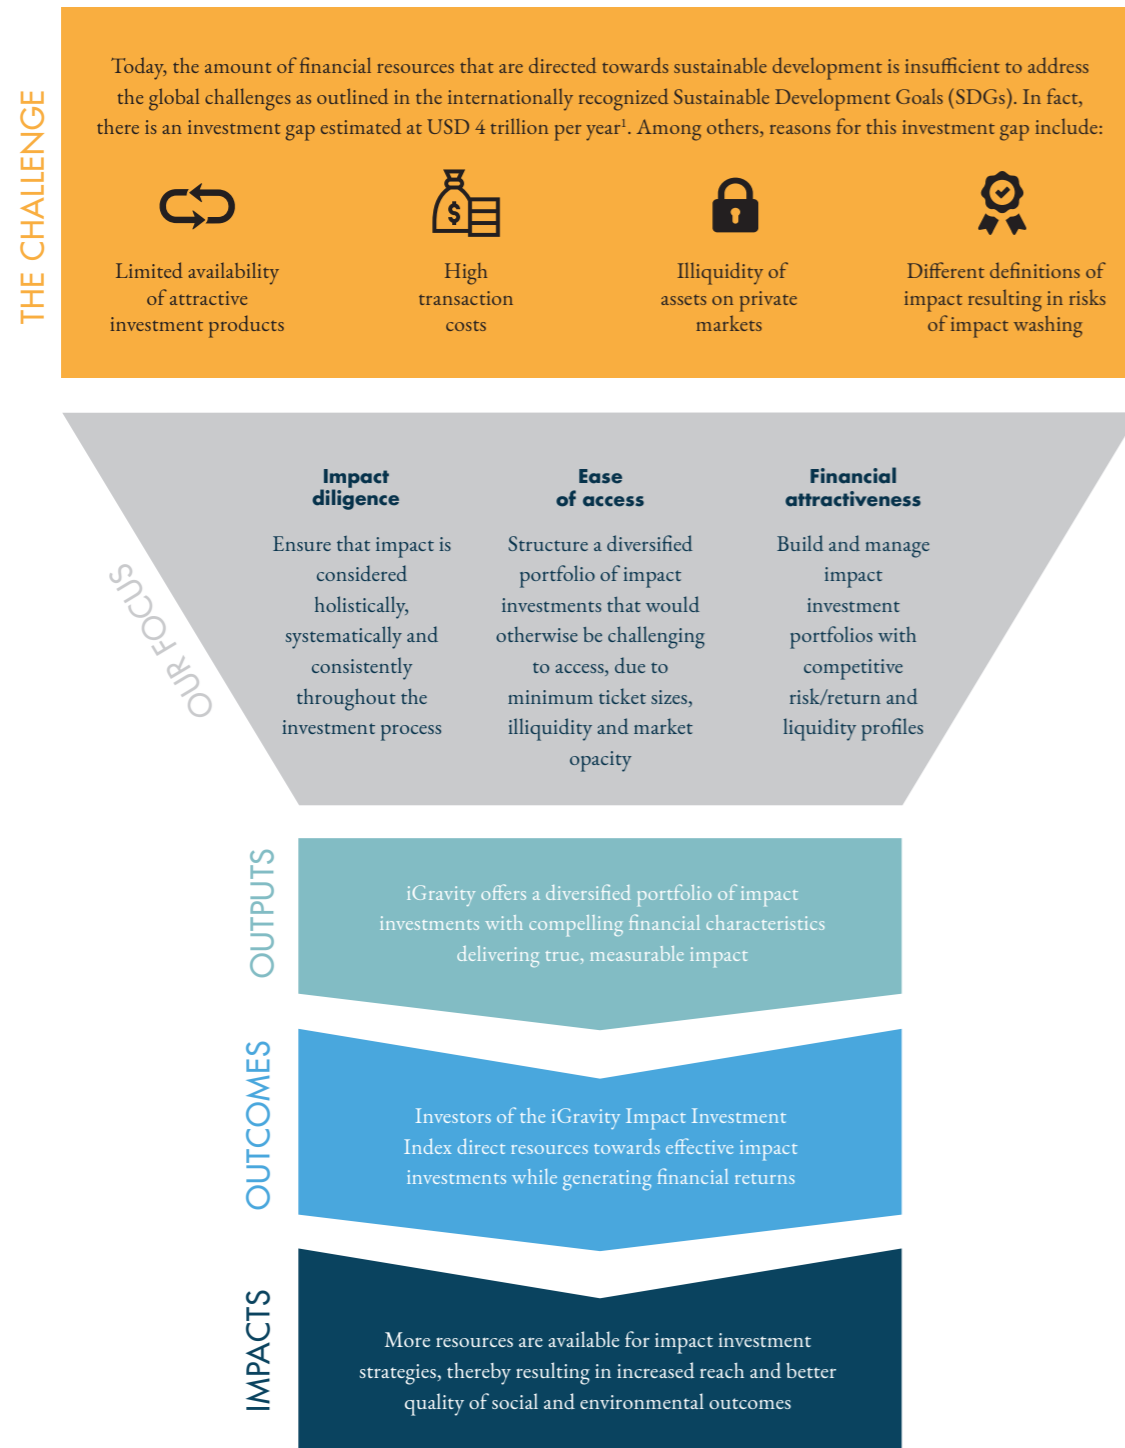 THE CHALLENGE
Today, the amount of financial resources that are directed towards sustainable development is insufficient to address
the global challenges as outlined in the internationally recognized Sustainable Development Goals (SDGs). In fact,
there is an investment gap estimated at USD 4 trillion per year¹. Among others, reasons for this investment gap include:
$
Limited availability
of attractive
investment products
High
transaction
costs
Illiquidity of
assets on private
markets
Different definitions of
impact resulting in risks
of impact washing
OUR FOCUS
Impact
diligence
Ensure that impact is
considered
holistically,
systematically and
consistently
throughout the
investment process
Ease
of access
Structure a diversified
portfolio of impact
investments that would
otherwise be challenging
to access, due to
minimum ticket sizes,
illiquidity and market
opacity
Financial
attractiveness
Build and manage
impact
investment
portfolios with
competitive
risk/return and
liquidity profiles
OUTPUTS
iGravity offers a diversified portfolio of impact
investments with compelling financial characteristics
delivering true, measurable impact
OUTCOMES
Investors of the iGravity Impact Investment
Index direct resources towards effective impact
investments while generating financial returns
IMPACTS
More resources are available for impact investment
strategies, thereby resulting in increased reach and better
quality of social and environmental outcomes